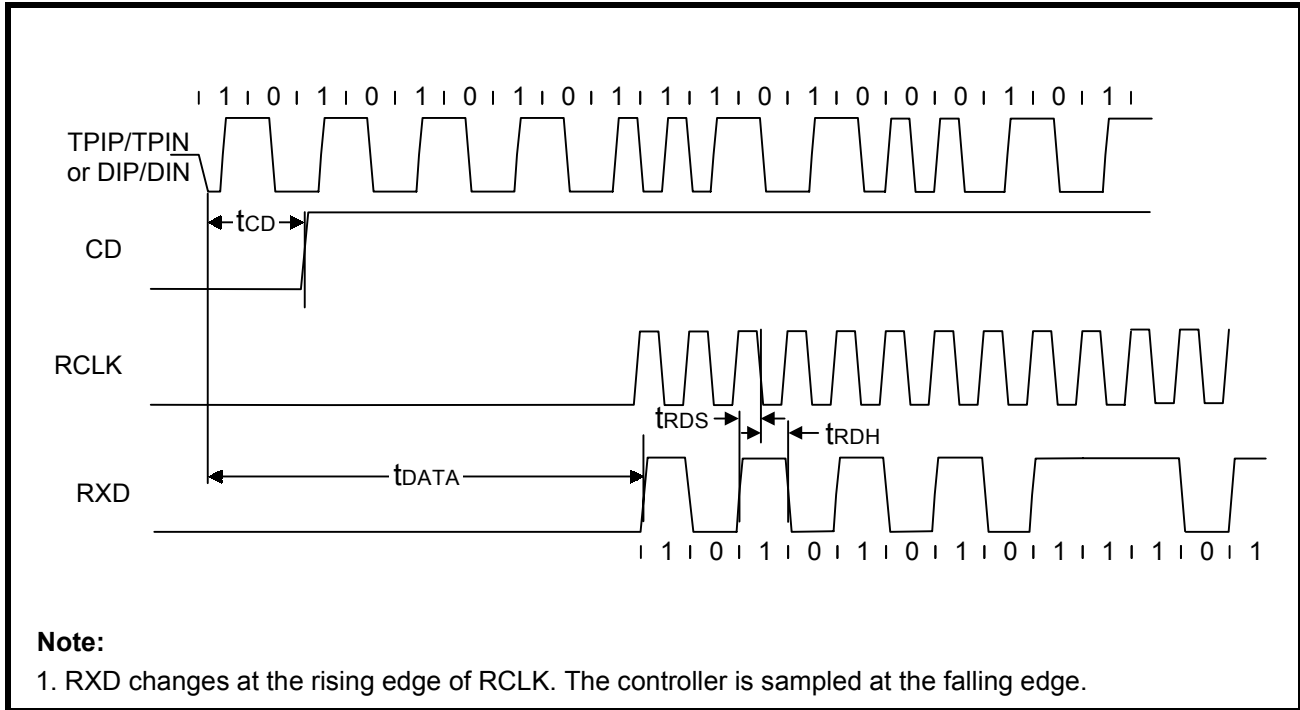 1 0 1 0 1 0 1 0 1 1 1 0 1 0 0 0 1 0 1
TPIP/TPIN
or DIP/DIN
tCD
CD
RCLK
tRDS
tRDH
tDATA
RXD
1 0 1 0 1 0 1 0 1 1 1 0 1
Note:
1. RXD changes at the rising edge of RCLK. The controller is sampled at the falling edge.